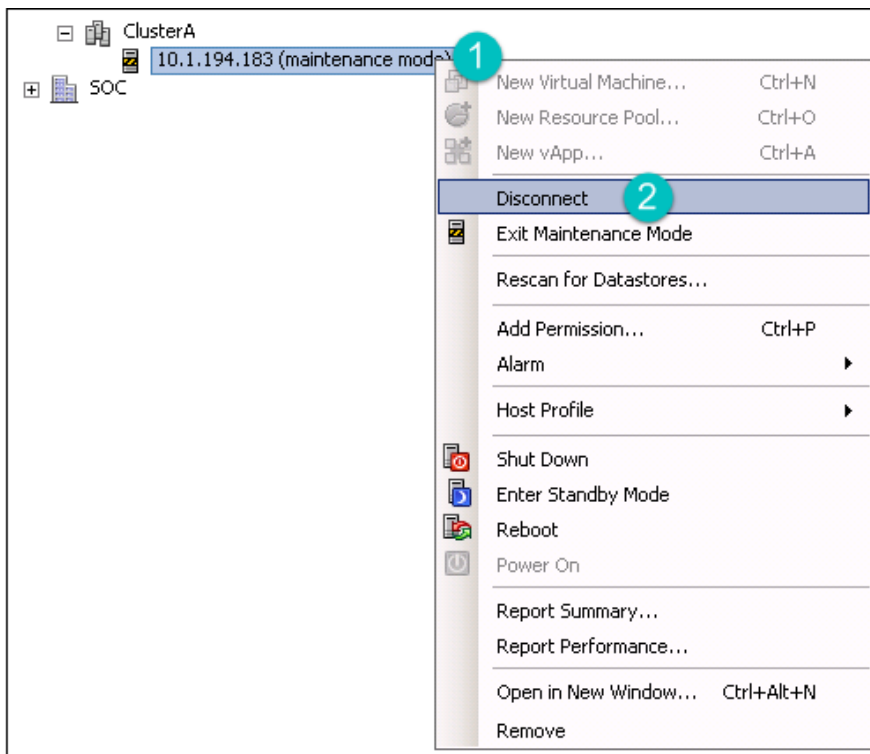 ClusterA
10.1.194.183 (maintenance mode)
1
SOC
New Virtual Machine... Ctrl+N
New Resource Pool... Ctrl+O
New vApp... Ctrl+A
Disconnect 2
Exit Maintenance Mode
Rescan for Datastores...
Add Permission... Ctrl+P
Alarm
Host Profile
Shut Down
Enter Standby Mode
Reboot
Power On
Report Summary...
Report Performance...
Open in New Window... Ctrl+Alt+N
Remove